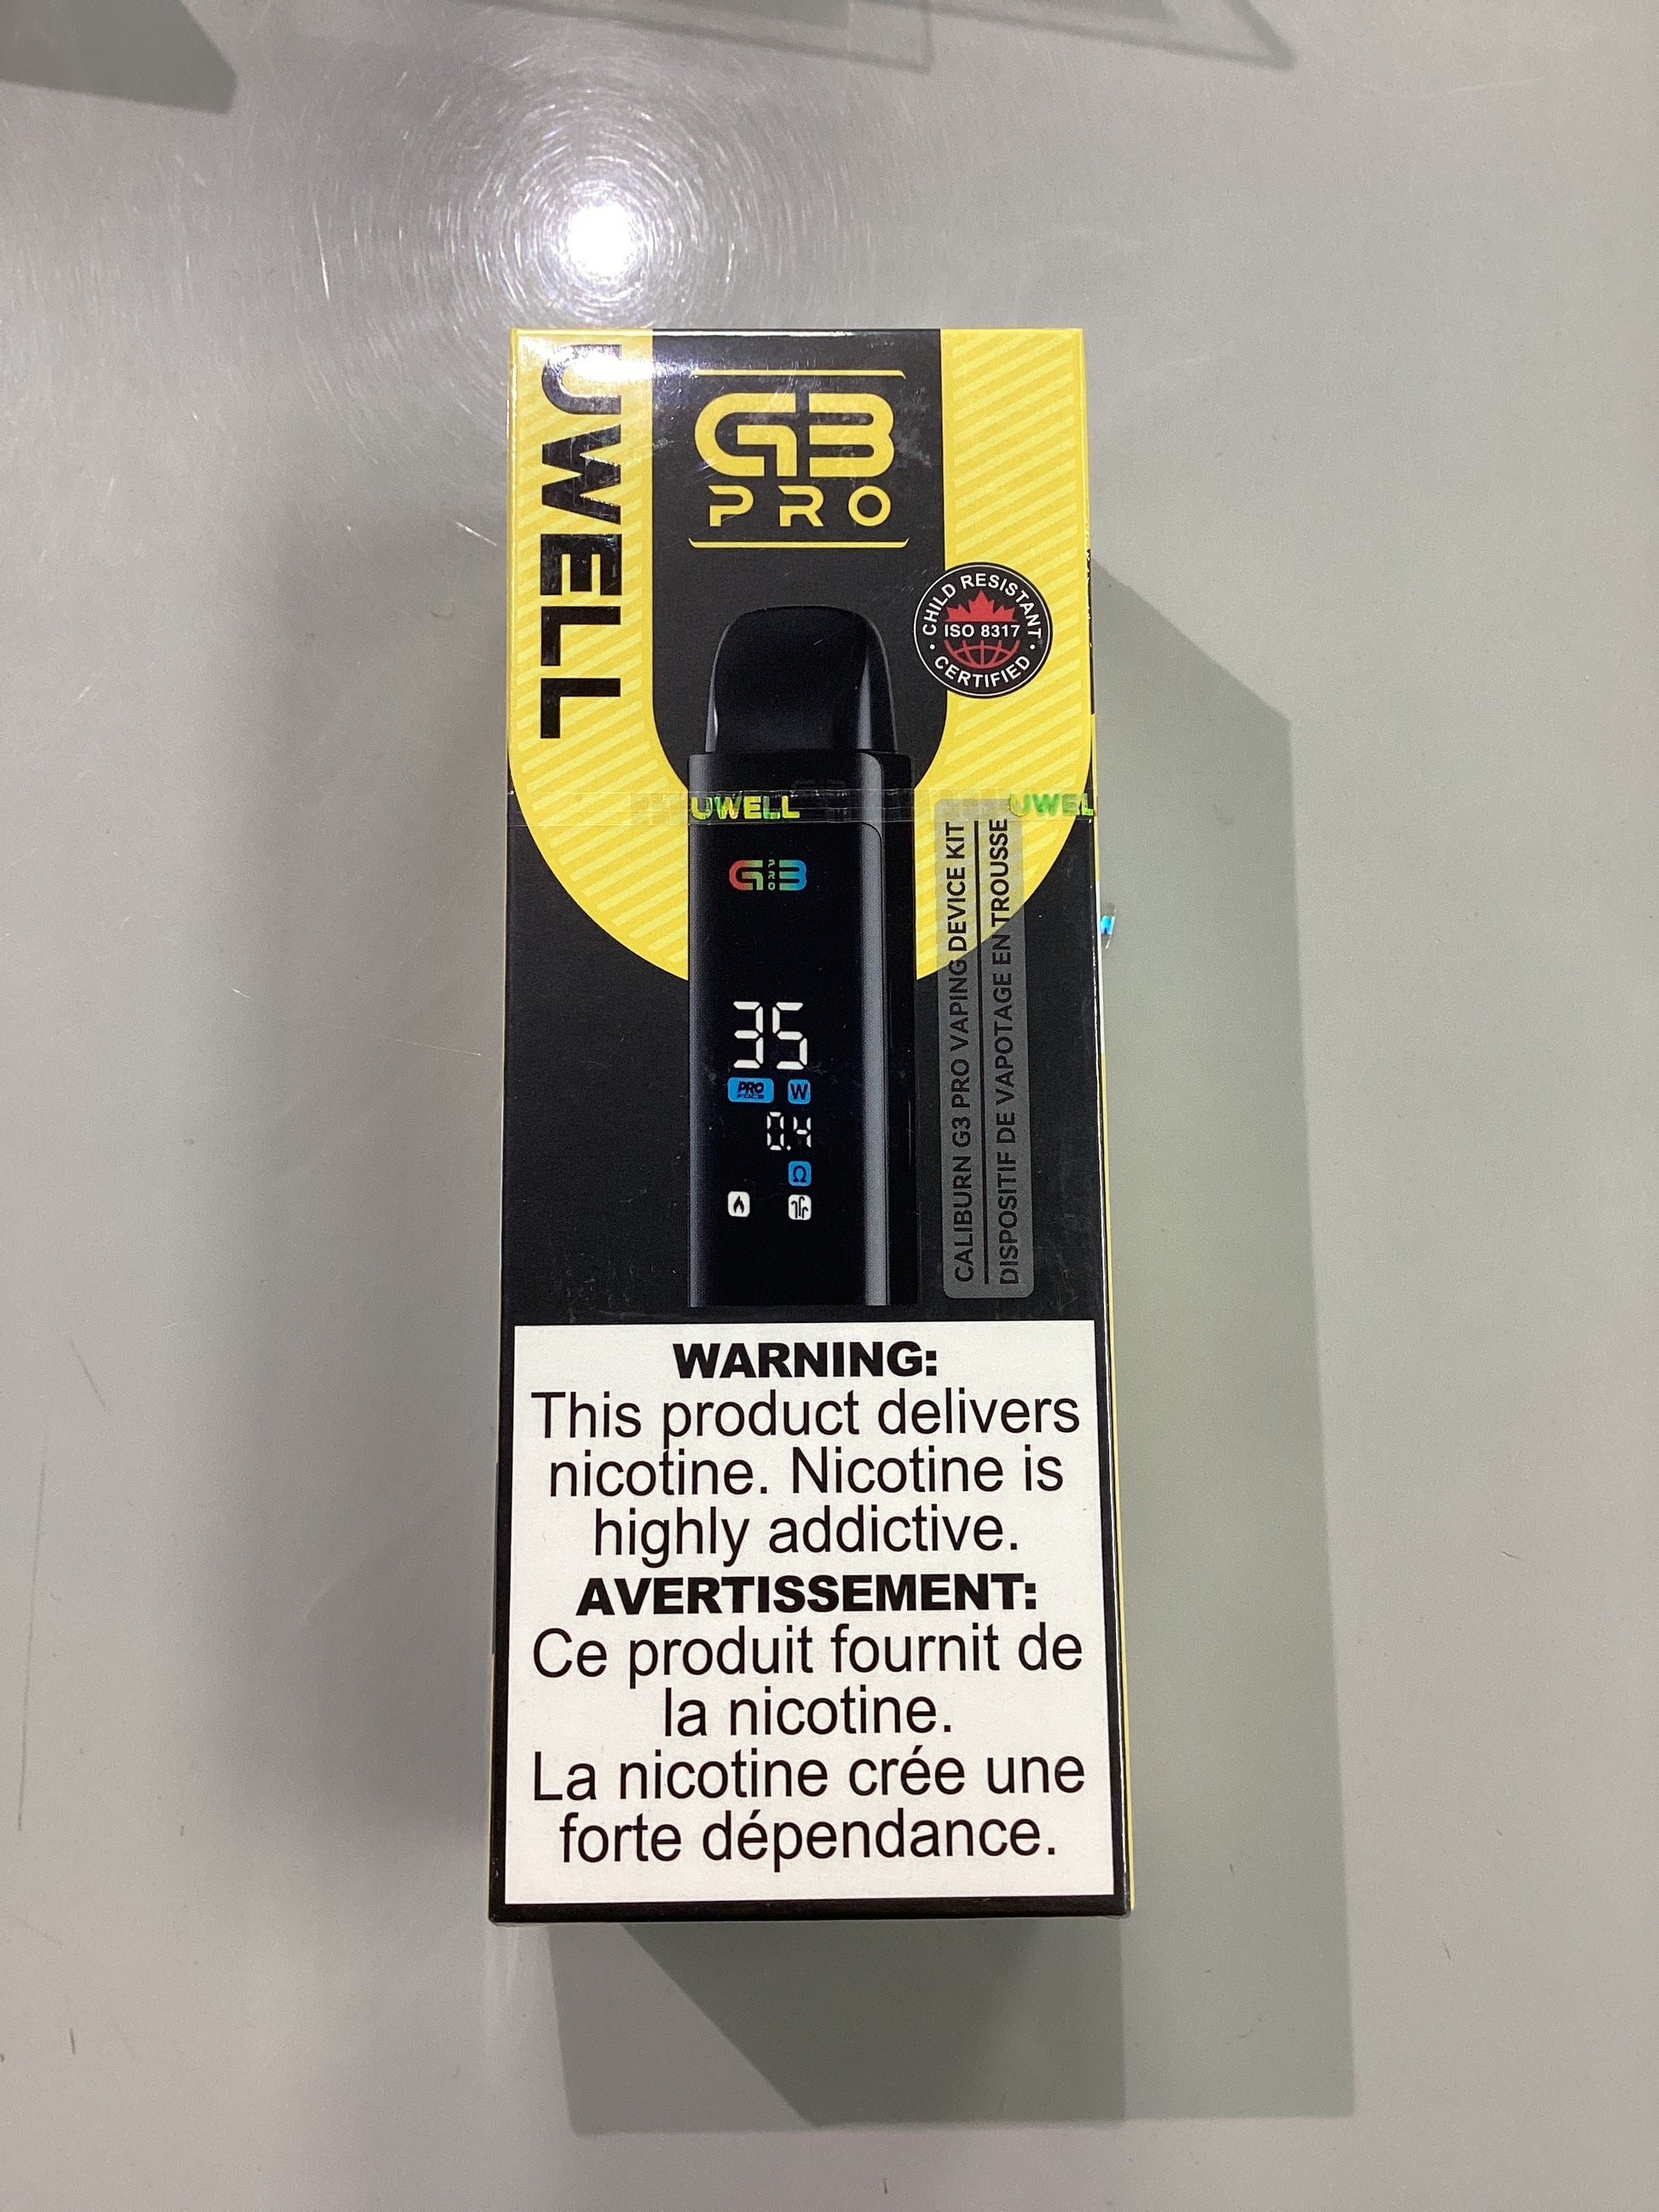 UWELL
G3
PRO
CHILD RESISTANT
ISO 8317
CERTIFIED
UWELL
UWEL
G3
PRO
35
PRO
W
0.4
Ω
CALIBURN G3 PRO VAPING DEVICE KIT
DISPOSITIF DE VAPOTAGE EN TROUSSE
WARNING:
This product delivers
nicotine. Nicotine is
highly addictive.
AVERTISSEMENT:
Ce produit fournit de
la nicotine.
La nicotine crée une
forte dépendance.